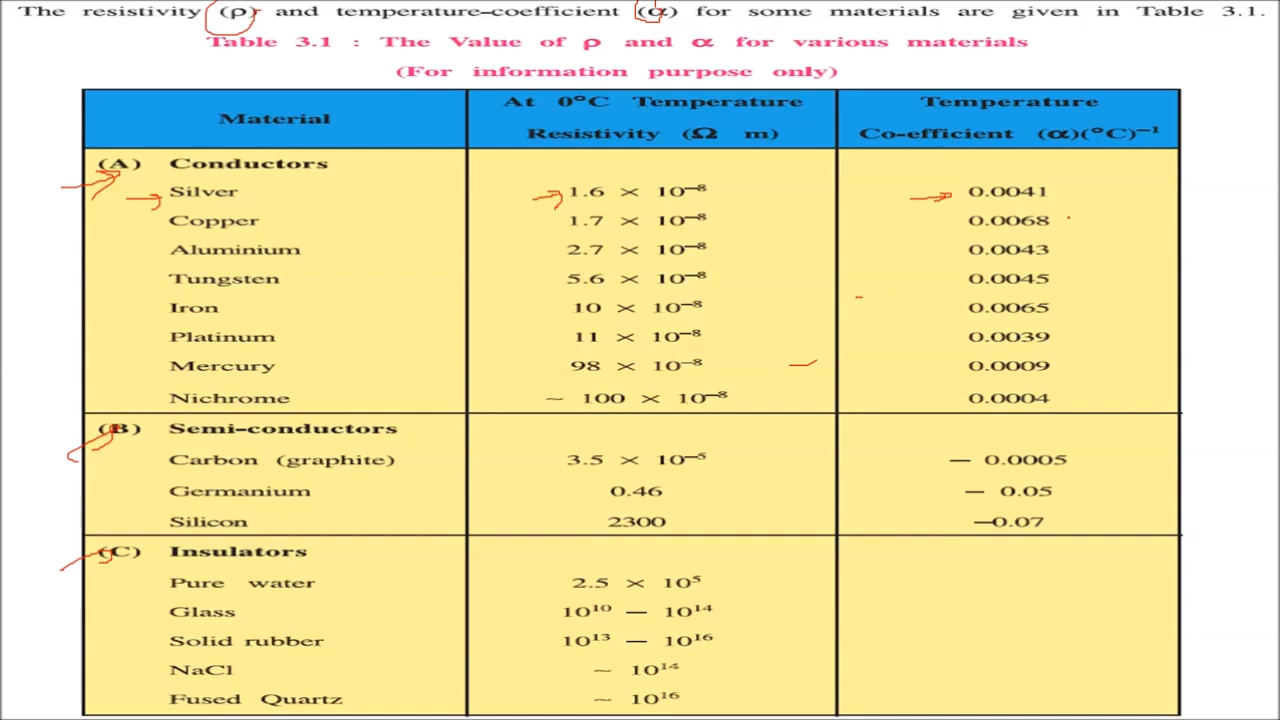 The resistivity (ρ) and temperature–coefficient (α) for some materials are given in Table 3.1.
Table 3.1 : The Value of ρ and α for various materials
(For information purpose only)
Material | At 0°C Temperature Resistivity (Ω m) | Temperature Co-efficient (α)(°C)⁻¹
(A) Conductors
Silver 1.6 × 10⁻⁸ 0.0041
Copper 1.7 × 10⁻⁸ 0.0068
Aluminium 2.7 × 10⁻⁸ 0.0043
Tungsten 5.6 × 10⁻⁸ 0.0045
Iron 10 × 10⁻⁸ 0.0065
Platinum 11 × 10⁻⁸ 0.0039
Mercury 98 × 10⁻⁸ 0.0009
Nichrome ~ 100 × 10⁻⁸ 0.0004
(B) Semi-conductors
Carbon (graphite) 3.5 × 10⁻⁵ – 0.0005
Germanium 0.46 – 0.05
Silicon 2300 –0.07
(C) Insulators
Pure water 2.5 × 10⁵
Glass 10¹⁰ – 10¹⁴
Solid rubber 10¹³ – 10¹⁶
NaCl ~ 10¹⁴
Fused Quartz ~ 10¹⁶